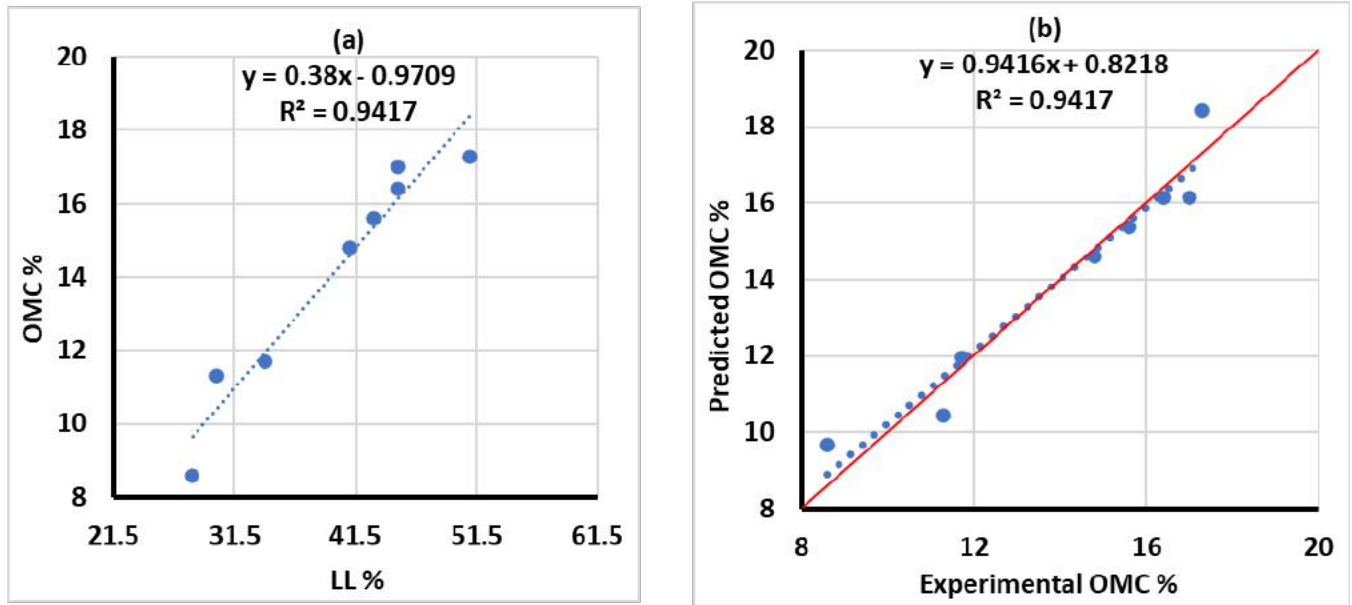 (a)
y = 0.38x - 0.9709
R² = 0.9417
20
18
16
14
12
10
8
21.5 31.5 41.5 51.5 61.5
OMC %
LL %
(b)
y = 0.9416x + 0.8218
R² = 0.9417
20
18
16
14
12
10
8
8 12 16 20
Predicted OMC %
Experimental OMC %